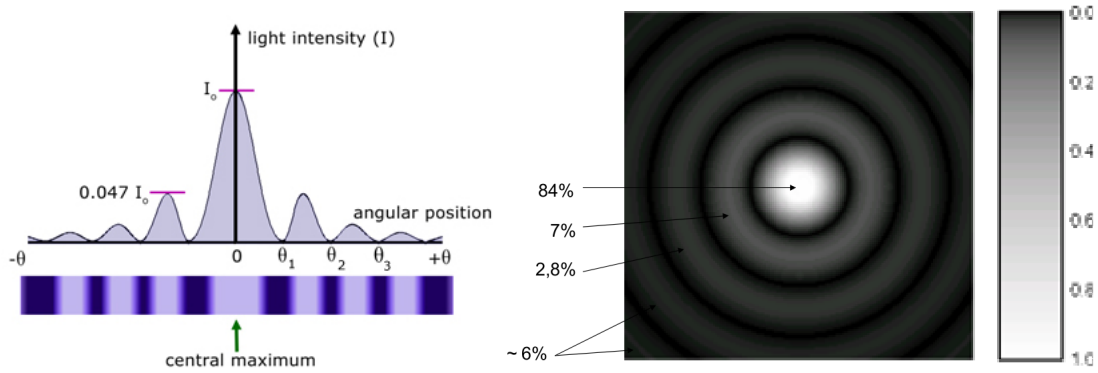 light intensity (I)
I₀
0.047 I₀
angular position
-θ
0
θ₁
θ₂
θ₃
+θ
central maximum
84%
7%
2,8%
~ 6%
0.0
0.2
0.4
0.6
0.8
1.0